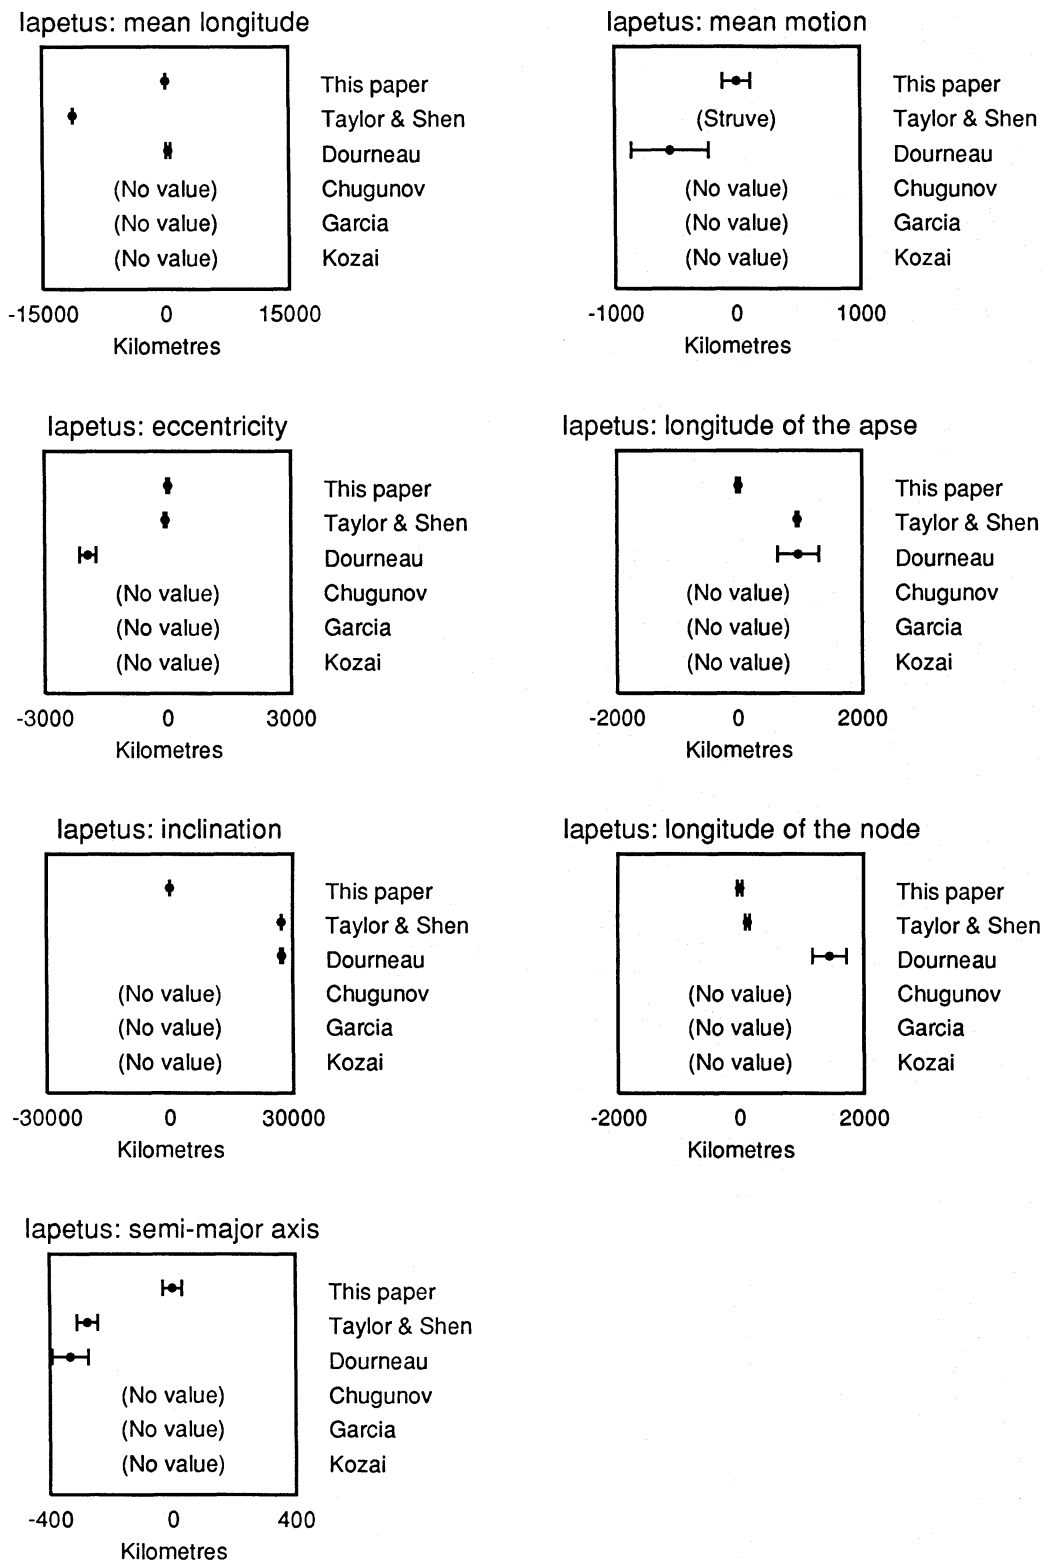 Iapetus: mean longitude
This paper
Taylor & Shen
Dourneau
(No value) Chugunov
(No value) Garcia
(No value) Kozai
-15000 0 15000
Kilometres
Iapetus: mean motion
This paper
(Struve) Taylor & Shen
Dourneau
(No value) Chugunov
(No value) Garcia
(No value) Kozai
-1000 0 1000
Kilometres
Iapetus: eccentricity
This paper
Taylor & Shen
Dourneau
(No value) Chugunov
(No value) Garcia
(No value) Kozai
-3000 0 3000
Kilometres
Iapetus: longitude of the apse
This paper
Taylor & Shen
Dourneau
(No value) Chugunov
(No value) Garcia
(No value) Kozai
-2000 0 2000
Kilometres
Iapetus: inclination
This paper
Taylor & Shen
Dourneau
(No value) Chugunov
(No value) Garcia
(No value) Kozai
-30000 0 30000
Kilometres
Iapetus: longitude of the node
This paper
Taylor & Shen
Dourneau
(No value) Chugunov
(No value) Garcia
(No value) Kozai
-2000 0 2000
Kilometres
Iapetus: semi-major axis
This paper
Taylor & Shen
Dourneau
(No value) Chugunov
(No value) Garcia
(No value) Kozai
-400 0 400
Kilometres